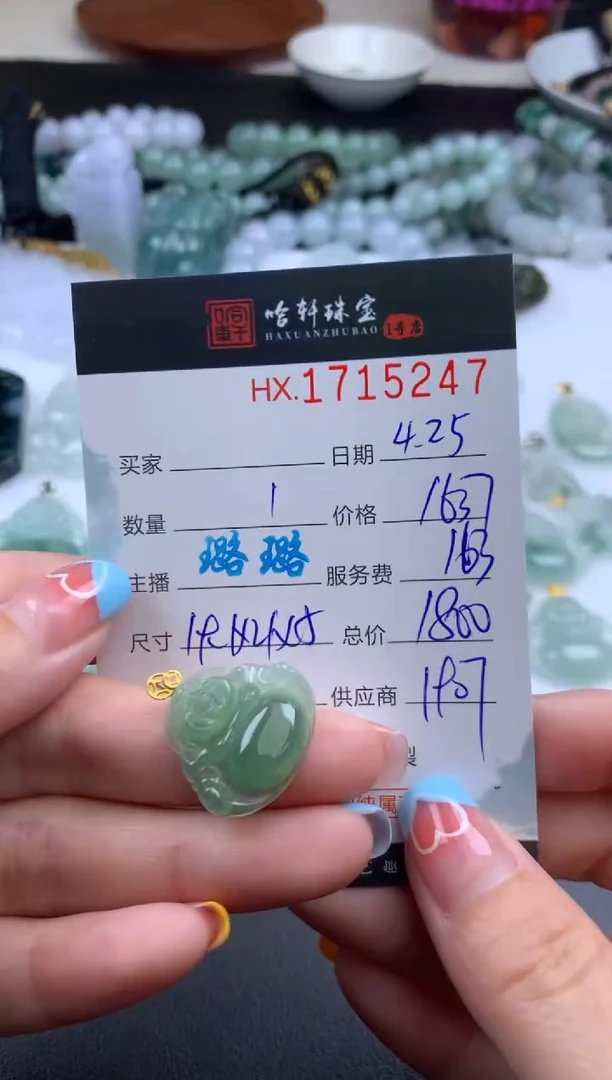 哈轩珠宝
HAXUANZHUBAO 1号店
HX.1715247
买家 日期 4.25
数量 1 价格 1637
主播 璐璐 服务费 163
尺寸 总价 1800
供应商